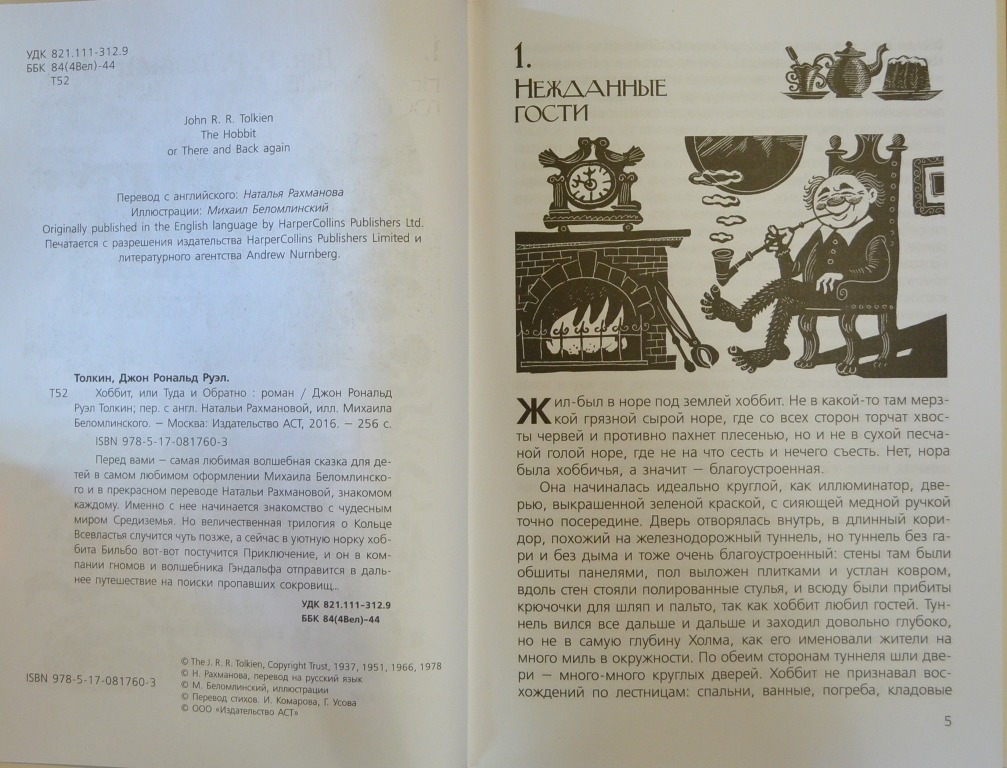 УДК 821.111-312.9
ББК 84(4Вел)-44
Т52
John R. R. Tolkien
The Hobbit
or There and Back again
Перевод с английского: Наталья Рахманова
Иллюстрации: Михаил Беломлинский
Originally published in the English language by HarperCollins Publishers Ltd.
Печатается с разрешения издательства HarperCollins Publishers Limited и
литературного агентства Andrew Nurnberg.
Толкин, Джон Рональд Руэл.
Т52 Хоббит, или Туда и Обратно : роман / Джон Рональд
Руэл Толкин; пер. с англ. Натальи Рахмановой, илл. Михаила
Беломлинского. – Москва: Издательство АСТ, 2016. – 256 с.
ISBN 978-5-17-081760-3
Перед вами – самая любимая волшебная сказка для де-
тей в самом любимом оформлении Михаила Беломлинско-
го и в прекрасном переводе Натальи Рахмановой, знакомом
каждому. Именно с нее начинается знакомство с чудесным
миром Средиземья. Но величественная трилогия о Кольце
Всевластья случится чуть позже, а сейчас в уютную норку хоб-
бита Бильбо вот-вот постучится Приключение, и он в ком-
пании гномов и волшебника Гэндальфа отправится в даль-
нее путешествие на поиски пропавших сокровищ...
УДК 821.111-312.9
ББК 84(4Вел)-44
ISBN 978-5-17-081760-3
© The J. R. R. Tolkien, Copyright Trust, 1937, 1951, 1966, 1978
© Н. Рахманова, перевод на русский язык
© М. Беломлинский, иллюстрации
© Перевод стихов. И. Комарова, Г. Усова
© ООО «Издательство АСТ»
1.
НЕЖДАННЫЕ
ГОСТИ
Жил-был в норе под землей хоббит. Не в какой-то там мерз-
кой грязной сырой норе, где со всех сторон торчат хвос-
ты червей и противно пахнет плесенью, но и не в сухой песча-
ной голой норе, где не на что сесть и нечего съесть. Нет, нора
была хоббичья, а значит – благоустроенная.
Она начиналась идеально круглой, как иллюминатор, две-
рью, выкрашенной зеленой краской, с сияющей медной ручкой
точно посередине. Дверь отворялась внутрь, в длинный кори-
дор, похожий на железнодорожный туннель, но туннель без га-
ри и без дыма и тоже очень благоустроенный: стены там были
обшиты панелями, пол выложен плитками и устлан ковром,
вдоль стен стояли полированные стулья, и всюду были прибиты
крючочки для шляп и пальто, так как хоббит любил гостей. Тун-
нель вился все дальше и дальше и заходил довольно глубоко,
но не в самую глубину Холма, как его именовали жители на
много миль в окружности. По обеим сторонам туннеля шли две-
ри – много-много круглых дверей. Хоббит не признавал вос-
хождений по лестницам: спальни, ванные, погреба, кладовые
5